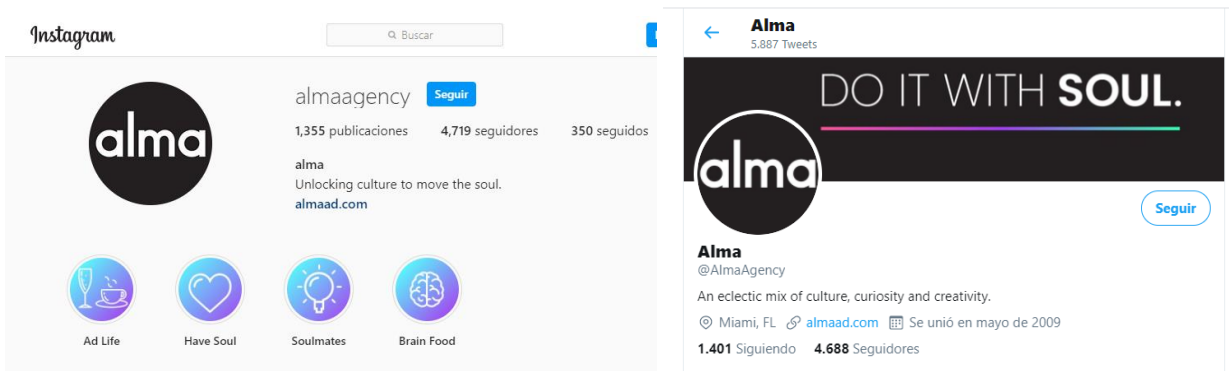 Instagram
Buscar
alma
almaagency Seguir
1,355 publicaciones 4,719 seguidores 350 seguidos
alma
Unlocking culture to move the soul.
almaad.com
Ad Life Have Soul Soulmates Brain Food
Alma
5.887 Tweets
DO IT WITH SOUL.
alma
Seguir
Alma
@AlmaAgency
An eclectic mix of culture, curiosity and creativity.
Miami, FL almaad.com Se unió en mayo de 2009
1.401 Siguiendo 4.688 Seguidores